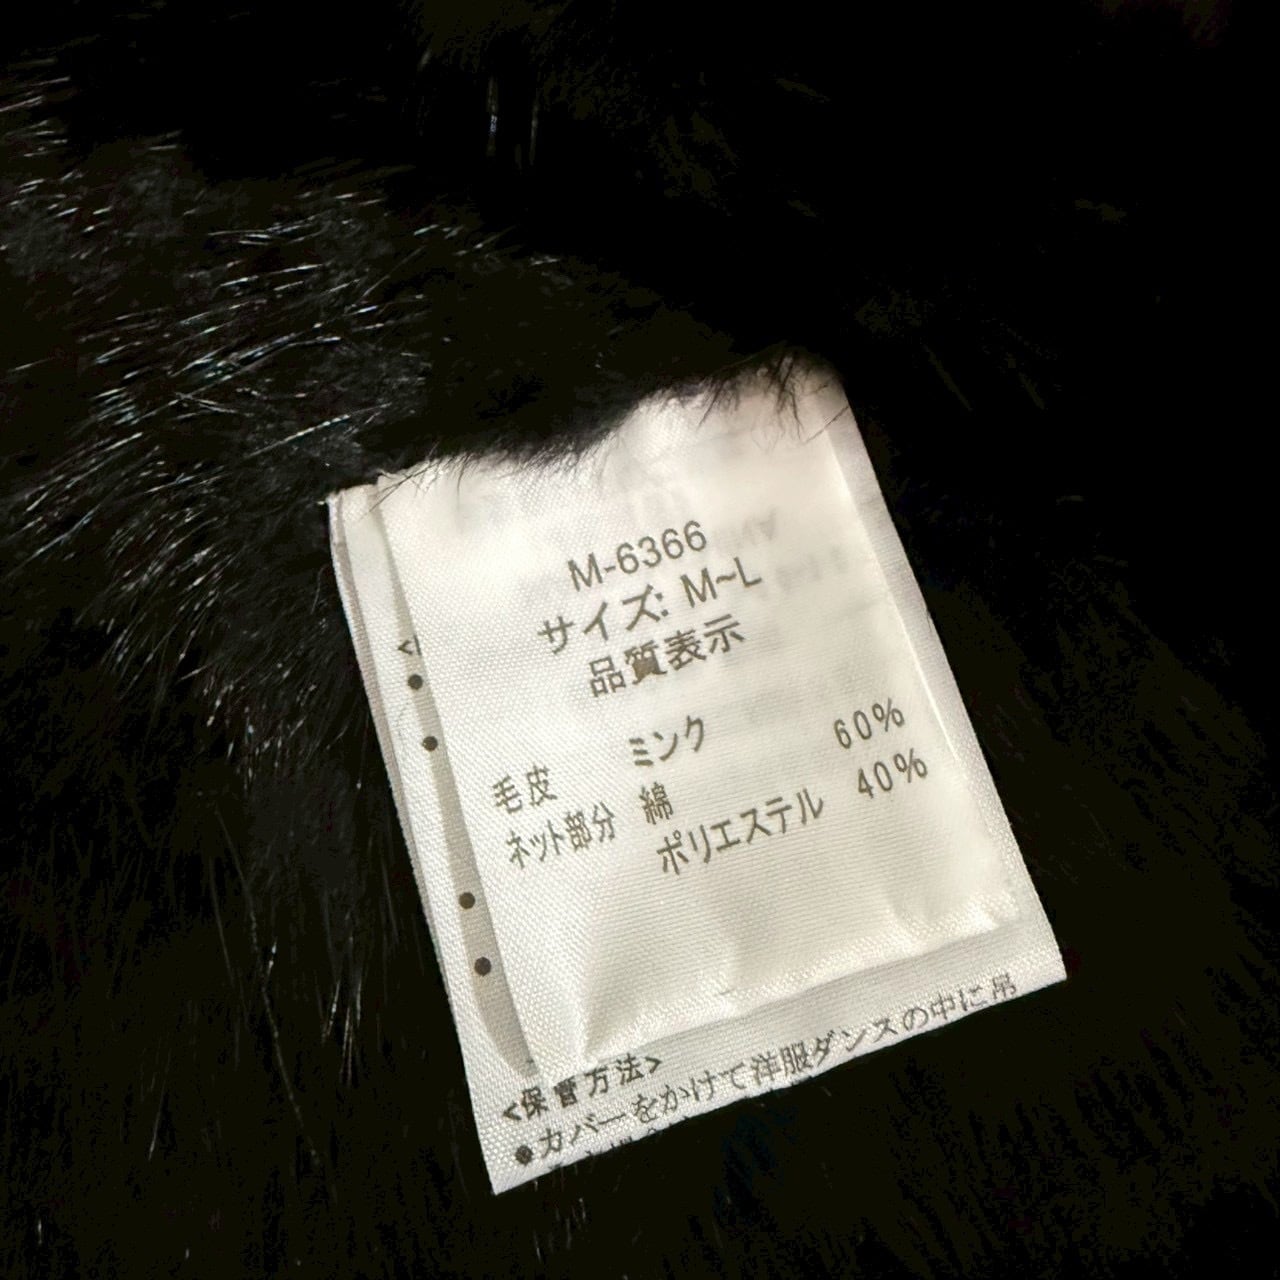 M-6366
サイズ: M~L
品質表示
毛皮 ミンク
ネット部分 綿 60%
ポリエステル 40%
<保管方法>
●カバーをかけて洋服ダンスの中に吊